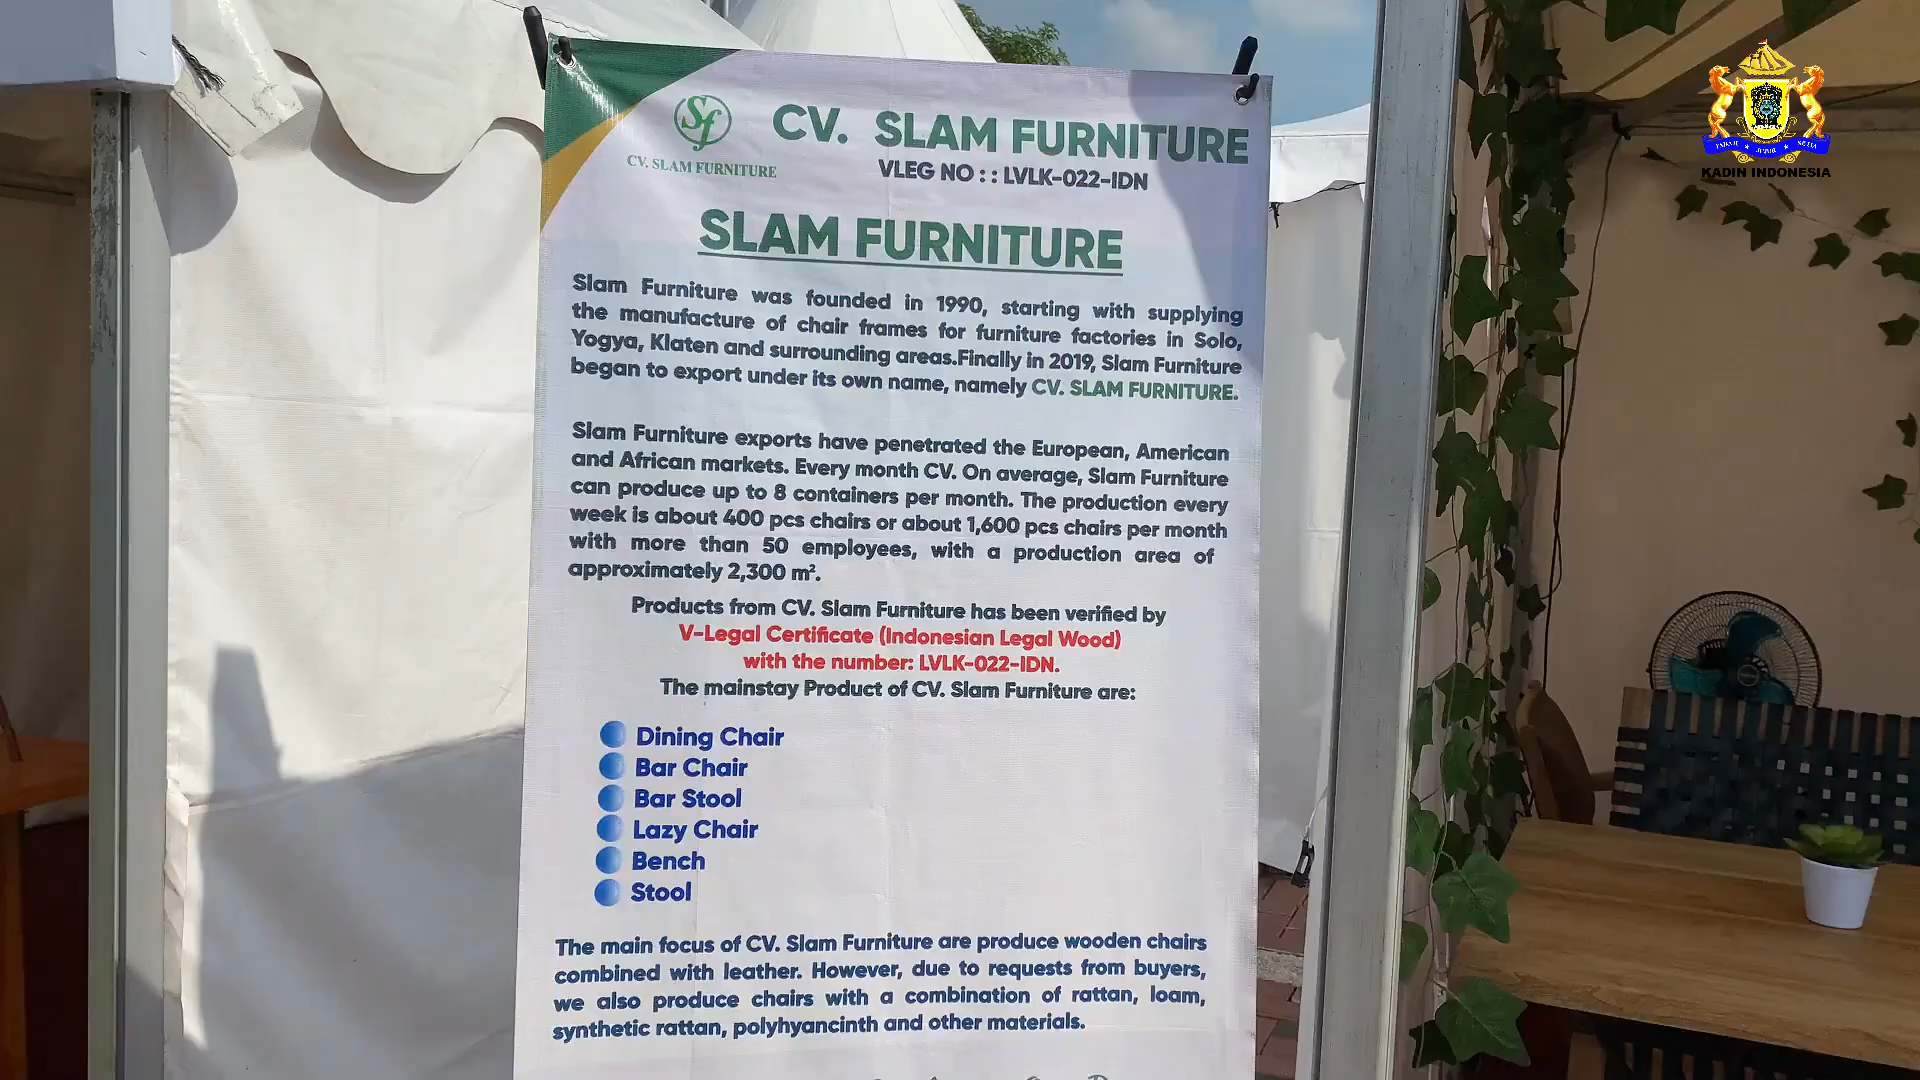 Sf
CV. SLAM FURNITURE
CV. SLAM FURNITURE
VLEG NO : : LVLK-022-IDN
SLAM FURNITURE
Slam Furniture was founded in 1990, starting with supplying
the manufacture of chair frames for furniture factories in Solo,
Yogya, Klaten and surrounding areas.Finally in 2019, Slam Furniture
began to export under its own name, namely CV. SLAM FURNITURE.
Slam Furniture exports have penetrated the European, American
and African markets. Every month CV. On average, Slam Furniture
can produce up to 8 containers per month. The production every
week is about 400 pcs chairs or about 1,600 pcs chairs per month
with more than 50 employees, with a production area of
approximately 2,300 m².
Products from CV. Slam Furniture has been verified by
V-Legal Certificate (Indonesian Legal Wood)
with the number: LVLK-022-IDN.
The mainstay Product of CV. Slam Furniture are:
Dining Chair
Bar Chair
Bar Stool
Lazy Chair
Bench
Stool
The main focus of CV. Slam Furniture are produce wooden chairs
combined with leather. However, due to requests from buyers,
we also produce chairs with a combination of rattan, loam,
synthetic rattan, polyhyancinth and other materials.
KADIN INDONESIA